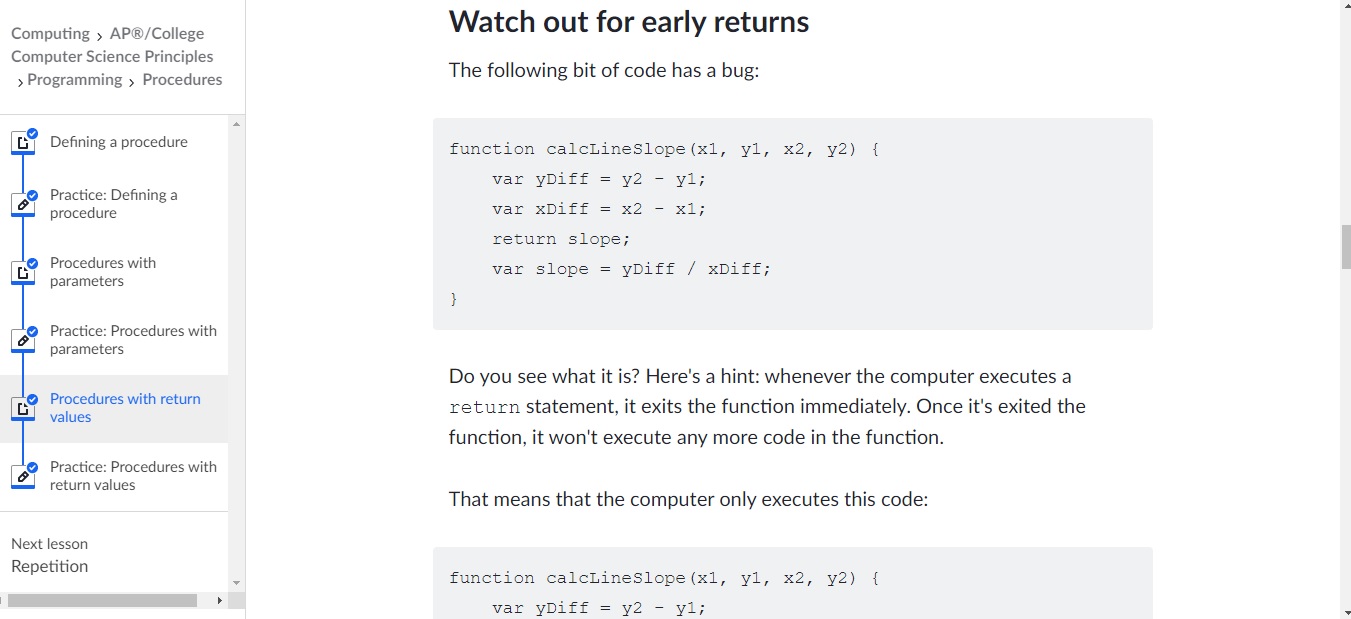 Computing > AP®/College
Computer Science Principles
> Programming > Procedures
Defining a procedure
Practice: Defining a
procedure
Procedures with
parameters
Practice: Procedures with
parameters
Procedures with return
values
Practice: Procedures with
return values
Next lesson
Repetition
Watch out for early returns
The following bit of code has a bug:
function calcLineSlope(x1, y1, x2, y2) {
    var yDiff = y2 - y1;
    var xDiff = x2 - x1;
    return slope;
    var slope = yDiff / xDiff;
}
Do you see what it is? Here's a hint: whenever the computer executes a
return statement, it exits the function immediately. Once it's exited the
function, it won't execute any more code in the function.
That means that the computer only executes this code:
function calcLineSlope(x1, y1, x2, y2) {
    var yDiff = y2 - y1;